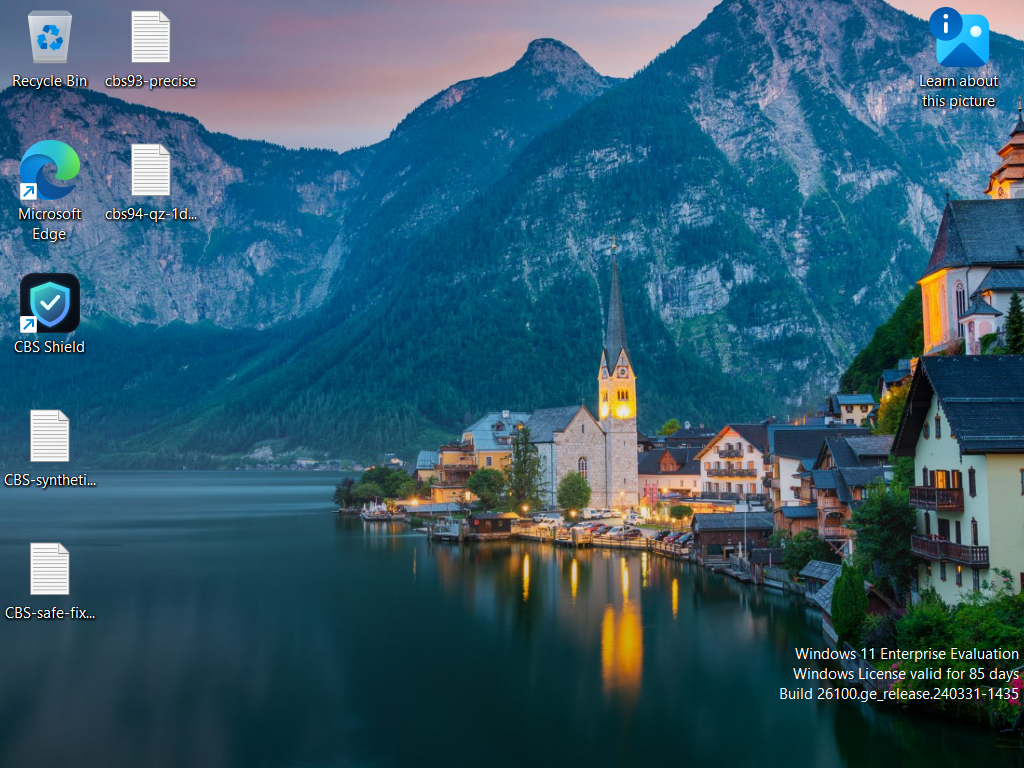 Recycle Bin
cbs93-precise
Learn about
this picture
Microsoft
Edge
cbs94-qz-1d...
CBS Shield
CBS-syntheti...
CBS-safe-fix...
Windows 11 Enterprise Evaluation
Windows License valid for 85 days
Build 26100.ge_release.240331-1435